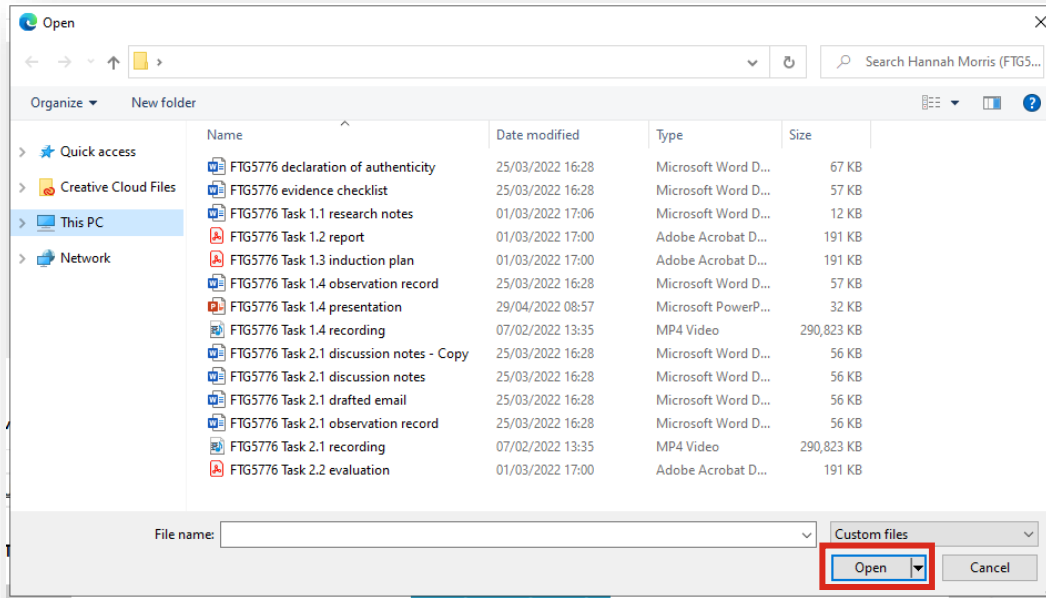 Open
Search Hannah Morris (FTG5...
Organize New folder
Name Date modified Type Size
Quick access
Creative Cloud Files
This PC
Network
FTG5776 declaration of authenticity 25/03/2022 16:28 Microsoft Word D... 67 KB
FTG5776 evidence checklist 25/03/2022 16:28 Microsoft Word D... 57 KB
FTG5776 Task 1.1 research notes 01/03/2022 17:06 Microsoft Word D... 12 KB
FTG5776 Task 1.2 report 01/03/2022 17:00 Adobe Acrobat D... 191 KB
FTG5776 Task 1.3 induction plan 01/03/2022 17:00 Adobe Acrobat D... 191 KB
FTG5776 Task 1.4 observation record 25/03/2022 16:28 Microsoft Word D... 57 KB
FTG5776 Task 1.4 presentation 29/04/2022 08:57 Microsoft PowerP... 32 KB
FTG5776 Task 1.4 recording 07/02/2022 13:35 MP4 Video 290,823 KB
FTG5776 Task 2.1 discussion notes - Copy 25/03/2022 16:28 Microsoft Word D... 56 KB
FTG5776 Task 2.1 discussion notes 25/03/2022 16:28 Microsoft Word D... 56 KB
FTG5776 Task 2.1 drafted email 25/03/2022 16:28 Microsoft Word D... 56 KB
FTG5776 Task 2.1 observation record 25/03/2022 16:28 Microsoft Word D... 56 KB
FTG5776 Task 2.1 recording 07/02/2022 13:35 MP4 Video 290,823 KB
FTG5776 Task 2.2 evaluation 01/03/2022 17:00 Adobe Acrobat D... 191 KB
File name: Custom files
Open Cancel